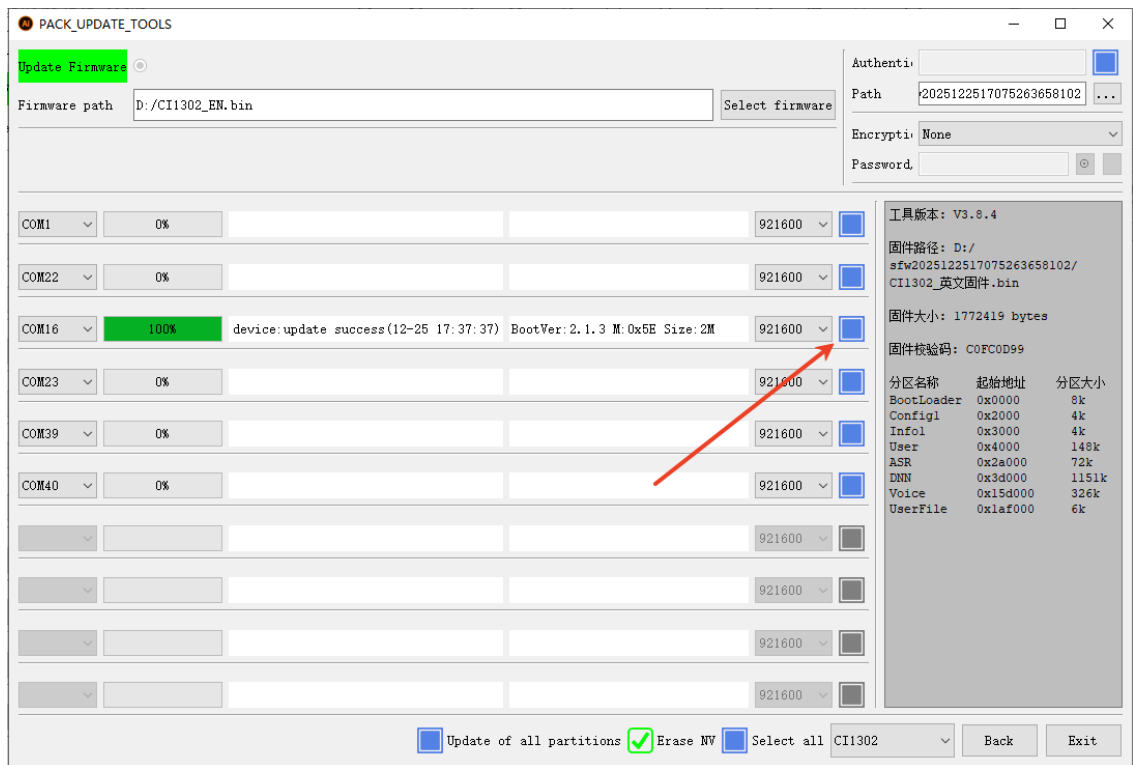 PACK_UPDATE_TOOLS
Update Firmware
Firmware path D:/CI1302_EN.bin Select firmware
Authenti
Path 2025122517075263658102 ...
Encrypti None
Password,
COM1 0% 921600
COM22 0% 921600
COM16 100% device:update success(12-25 17:37:37) BootVer:2.1.3 M:0x5E Size:2M 921600
COM23 0% 921600
COM39 0% 921600
COM40 0% 921600
921600
921600
921600
921600
工具版本: V3.8.4
固件路径: D:/
sfw2025122517075263658102/
CI1302_英文固件.bin
固件大小: 1772419 bytes
固件校验码: C0FC0D99
分区名称 起始地址 分区大小
BootLoader 0x0000 8k
Config1 0x2000 4k
Info1 0x3000 4k
User 0x4000 148k
ASR 0x2a000 72k
DNN 0x3d000 1151k
Voice 0x15d000 326k
UserFile 0x1af000 6k
Update of all partitions Erase NV Select all CI1302 Back Exit